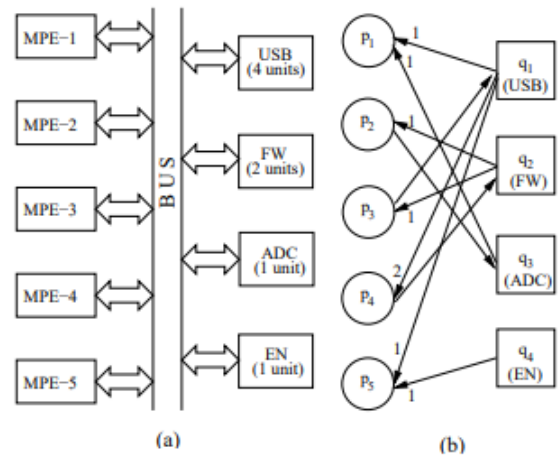 MPE−1
MPE−2
MPE−3
MPE−4
MPE−5
BUS
USB
(4 units)
FW
(2 units)
ADC
(1 unit)
EN
(1 unit)
(a)
p1
p2
p3
p4
p5
1
1
1
1
2
1
1
q1
(USB)
q2
(FW)
q3
(ADC)
q4
(EN)
(b)